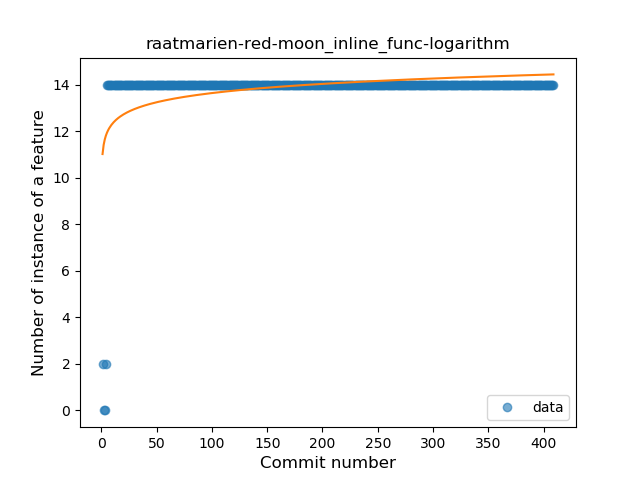 raatmarien-red-moon_inline_func-logarithm
Number of instance of a feature
14
12
10
8
6
4
2
0
data
0 50 100 150 200 250 300 350 400
Commit number